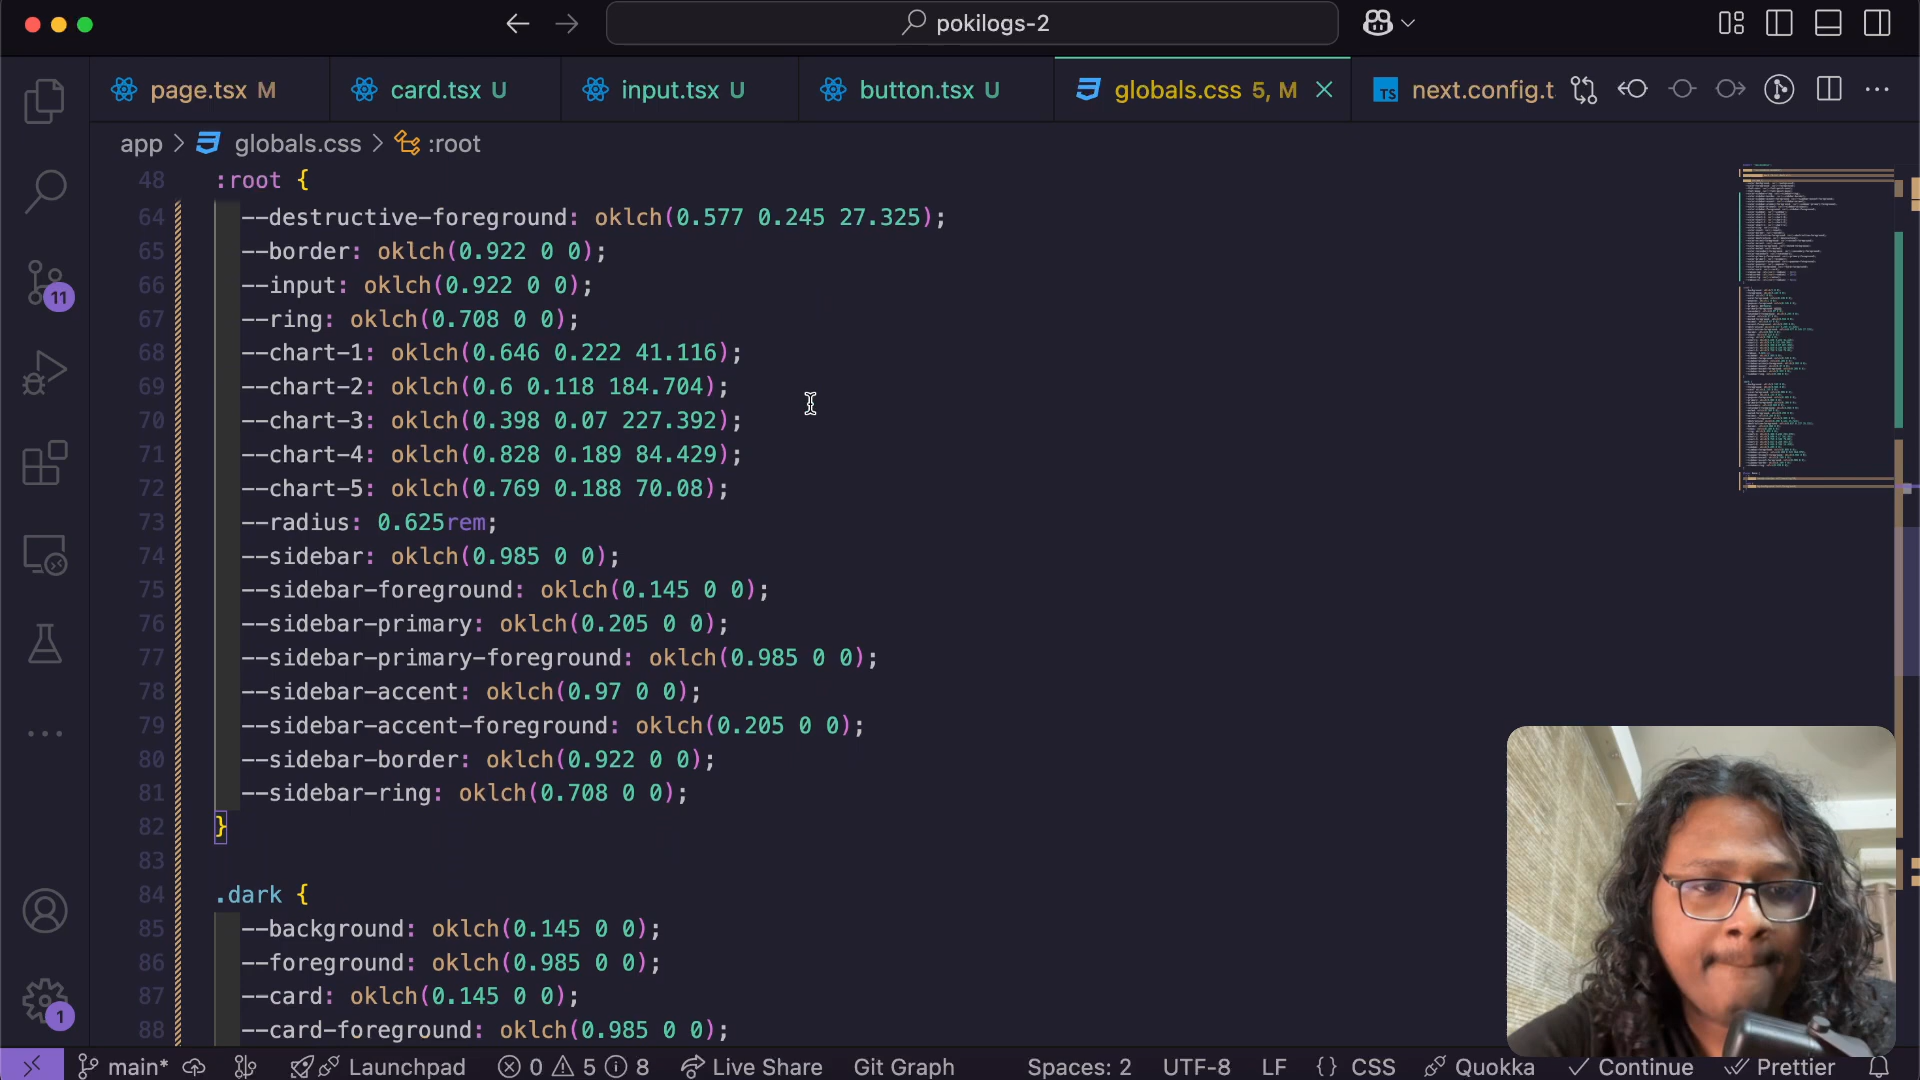 pokilogs-2
page.tsx M
card.tsx U
input.tsx U
button.tsx U
globals.css 5, M
TS next.config.t
app > globals.css > :root
48 :root {
64 --destructive-foreground: oklch(0.577 0.245 27.325);
65 --border: oklch(0.922 0 0);
66 --input: oklch(0.922 0 0);
67 --ring: oklch(0.708 0 0);
68 --chart-1: oklch(0.646 0.222 41.116);
69 --chart-2: oklch(0.6 0.118 184.704);
70 --chart-3: oklch(0.398 0.07 227.392);
71 --chart-4: oklch(0.828 0.189 84.429);
72 --chart-5: oklch(0.769 0.188 70.08);
73 --radius: 0.625rem;
74 --sidebar: oklch(0.985 0 0);
75 --sidebar-foreground: oklch(0.145 0 0);
76 --sidebar-primary: oklch(0.205 0 0);
77 --sidebar-primary-foreground: oklch(0.985 0 0);
78 --sidebar-accent: oklch(0.97 0 0);
79 --sidebar-accent-foreground: oklch(0.205 0 0);
80 --sidebar-border: oklch(0.922 0 0);
81 --sidebar-ring: oklch(0.708 0 0);
82 }
83
84 .dark {
85 --background: oklch(0.145 0 0);
86 --foreground: oklch(0.985 0 0);
87 --card: oklch(0.145 0 0);
88 --card-foreground: oklch(0.985 0 0);
11
1
main* Launchpad 0 5 8 Live Share Git Graph Spaces: 2 UTF-8 LF {} CSS Quokka Continue Prettier